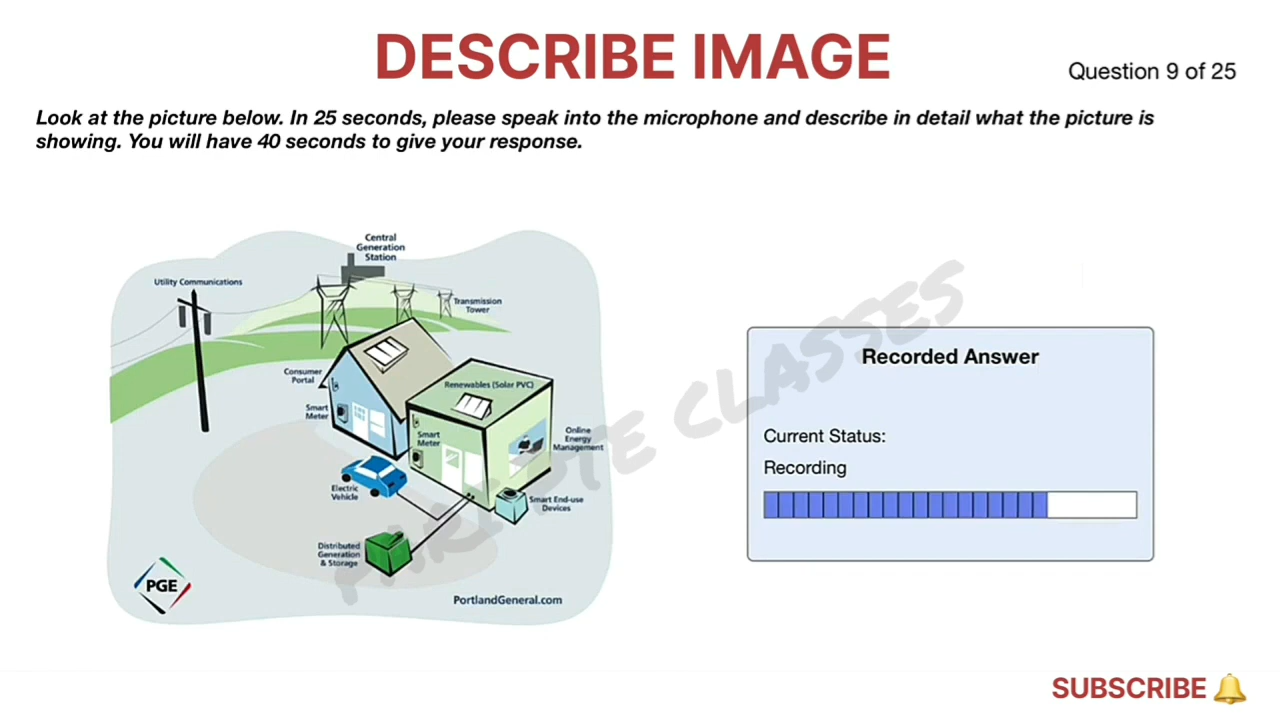 DESCRIBE IMAGE
Question 9 of 25
Look at the picture below. In 25 seconds, please speak into the microphone and describe in detail what the picture is
showing. You will have 40 seconds to give your response.
Central
Generation
Station
Utility Communications
Transmission
Tower
Consumer
Portal
Renewables (Solar PVC)
Smart
Meter
Smart
Meter
Online
Energy
Management
Electric
Vehicle
Smart End-use
Devices
Distributed
Generation
& Storage
PGE
PortlandGeneral.com
Recorded Answer
Current Status:
Recording
PTE CLASSES
SUBSCRIBE